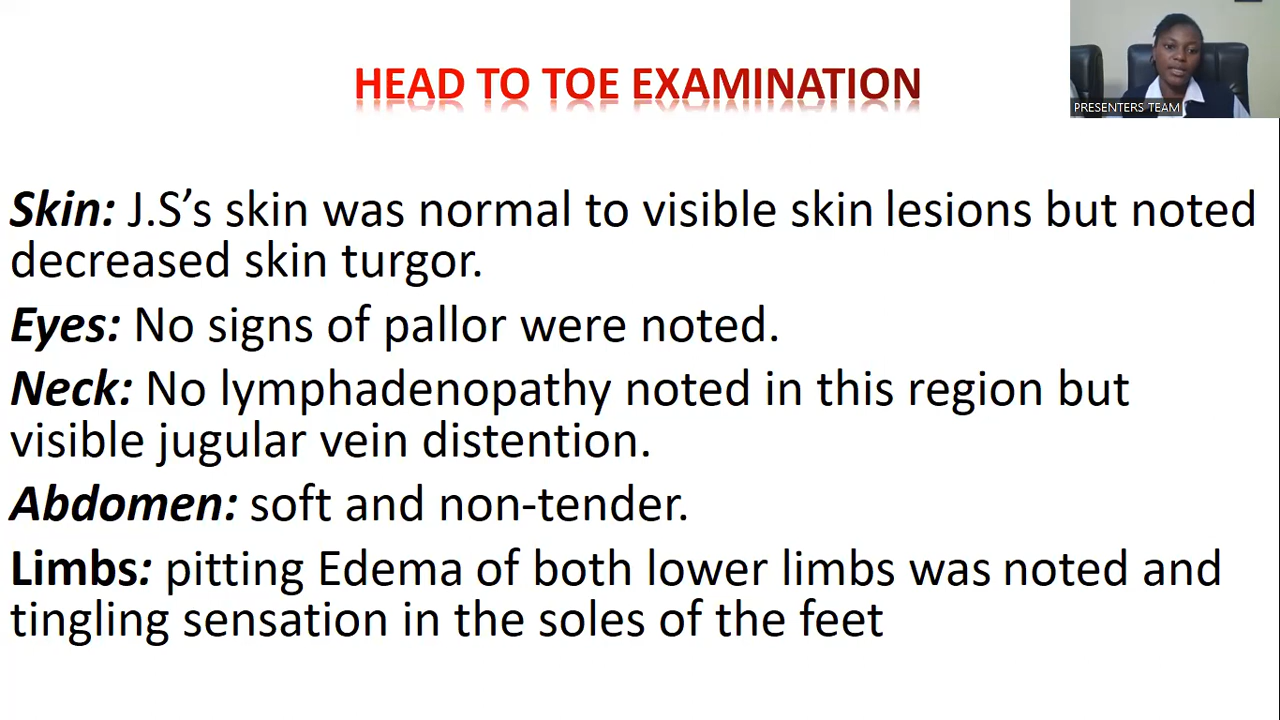 HEAD TO TOE EXAMINATION
PRESENTERS TEAM
Skin: J.S’s skin was normal to visible skin lesions but noted
decreased skin turgor.
Eyes: No signs of pallor were noted.
Neck: No lymphadenopathy noted in this region but
visible jugular vein distention.
Abdomen: soft and non-tender.
Limbs: pitting Edema of both lower limbs was noted and
tingling sensation in the soles of the feet